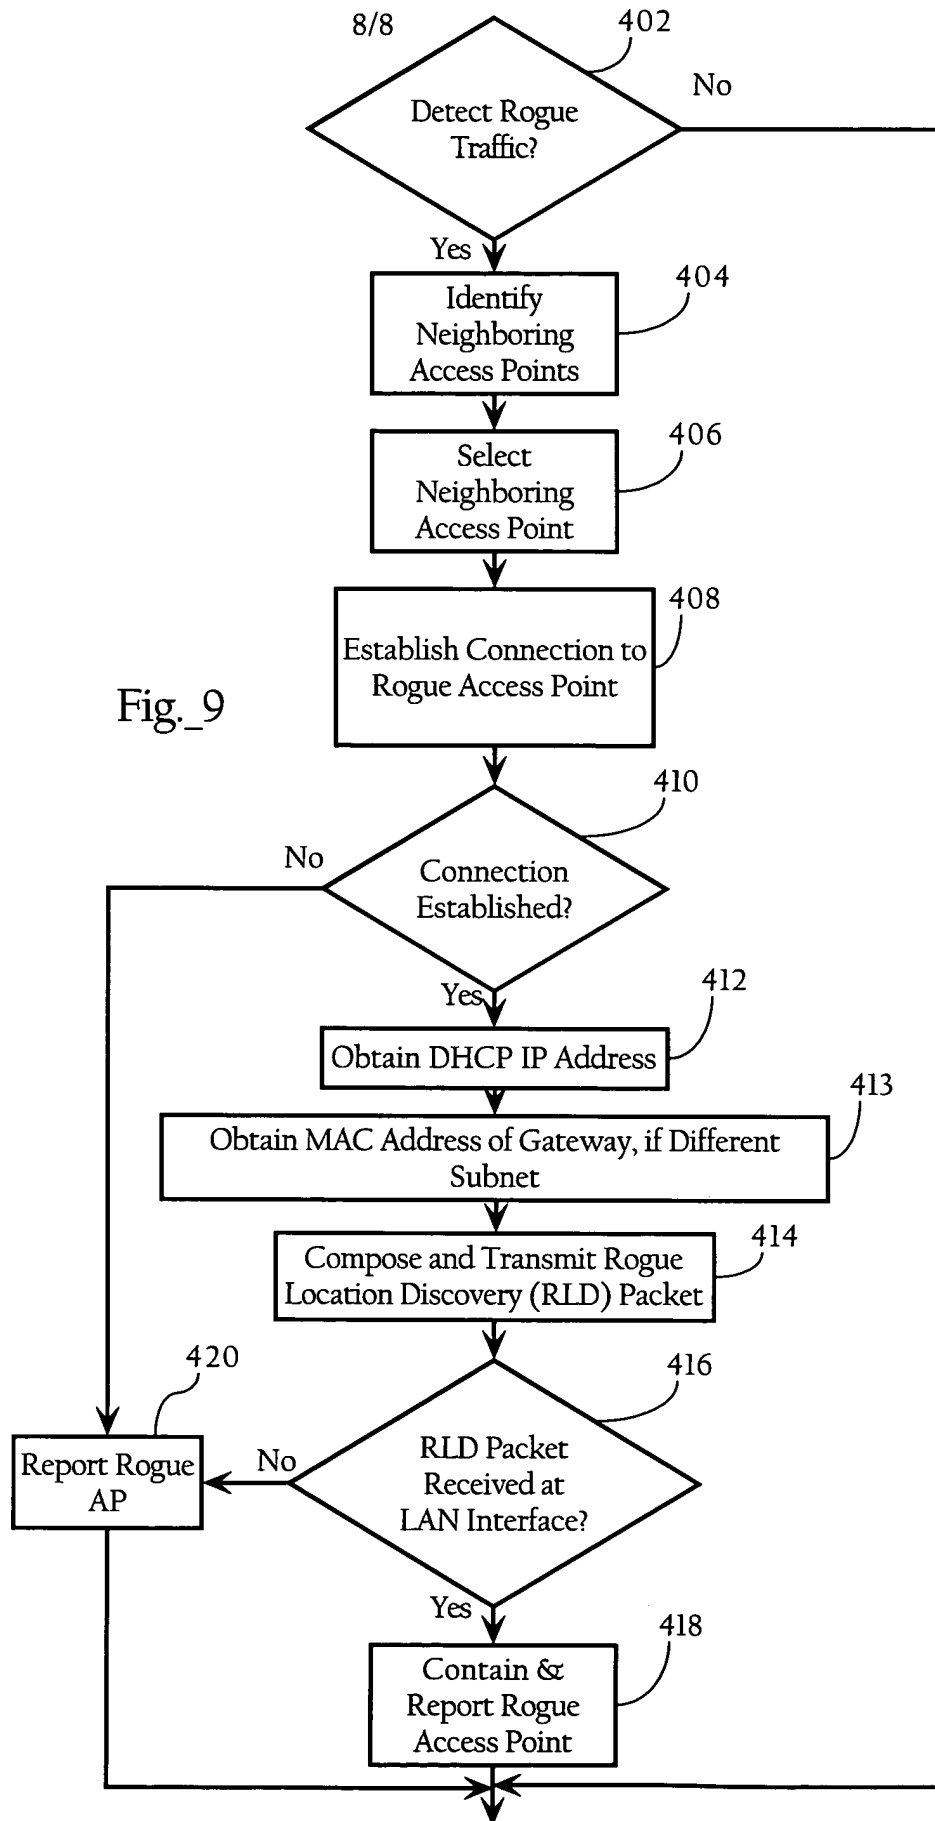 8/8
402
Detect Rogue
Traffic?
No
Yes
404
Identify
Neighboring
Access Points
406
Select
Neighboring
Access Point
408
Establish Connection to
Rogue Access Point
Fig._9
410
No
Connection
Established?
Yes
412
Obtain DHCP IP Address
413
Obtain MAC Address of Gateway, if Different
Subnet
414
Compose and Transmit Rogue
Location Discovery (RLD) Packet
420
416
Report Rogue
AP
No
RLD Packet
Received at
LAN Interface?
Yes
418
Contain &
Report Rogue
Access Point